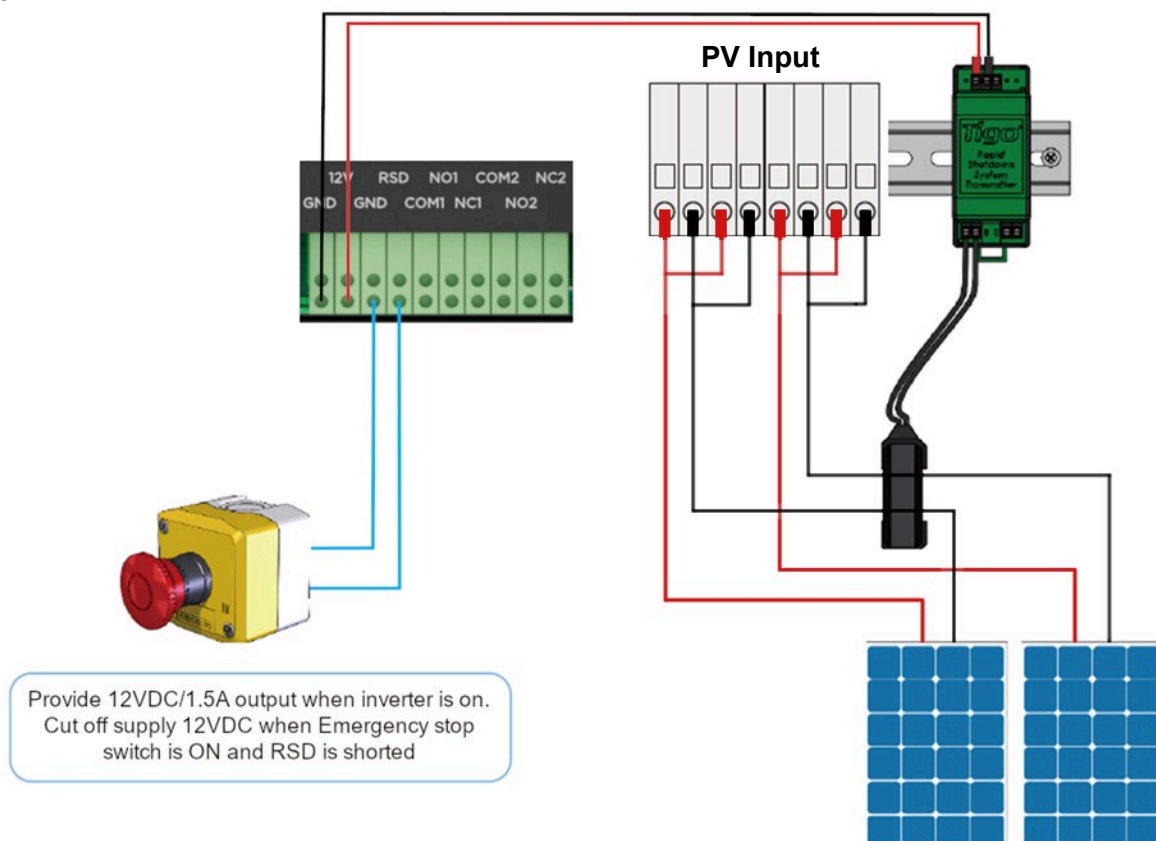 PV Input
Tigo
Rapid
Shutdown
System
Transmitter
12V RSD NO1 COM2 NC2
GND GND COM1 NC1 NO2
Provide 12VDC/1.5A output when inverter is on.
Cut off supply 12VDC when Emergency stop
switch is ON and RSD is shorted